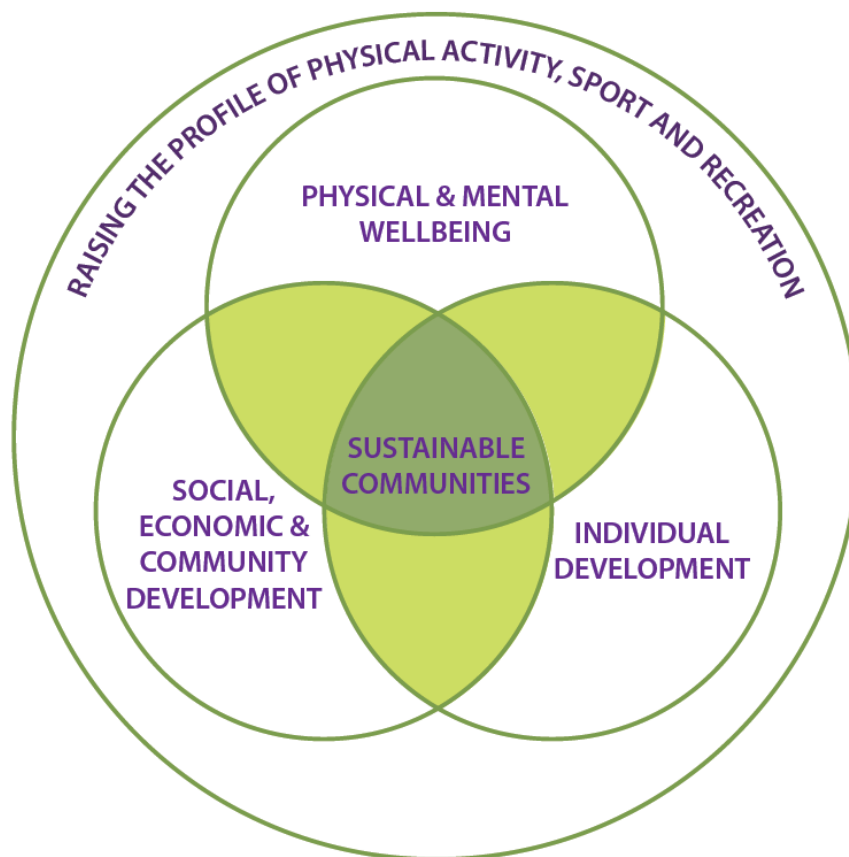 RAISING THE PROFILE OF PHYSICAL ACTIVITY, SPORT AND RECREATION
PHYSICAL & MENTAL
WELLBEING
SUSTAINABLE
COMMUNITIES
SOCIAL,
ECONOMIC &
COMMUNITY
DEVELOPMENT
INDIVIDUAL
DEVELOPMENT